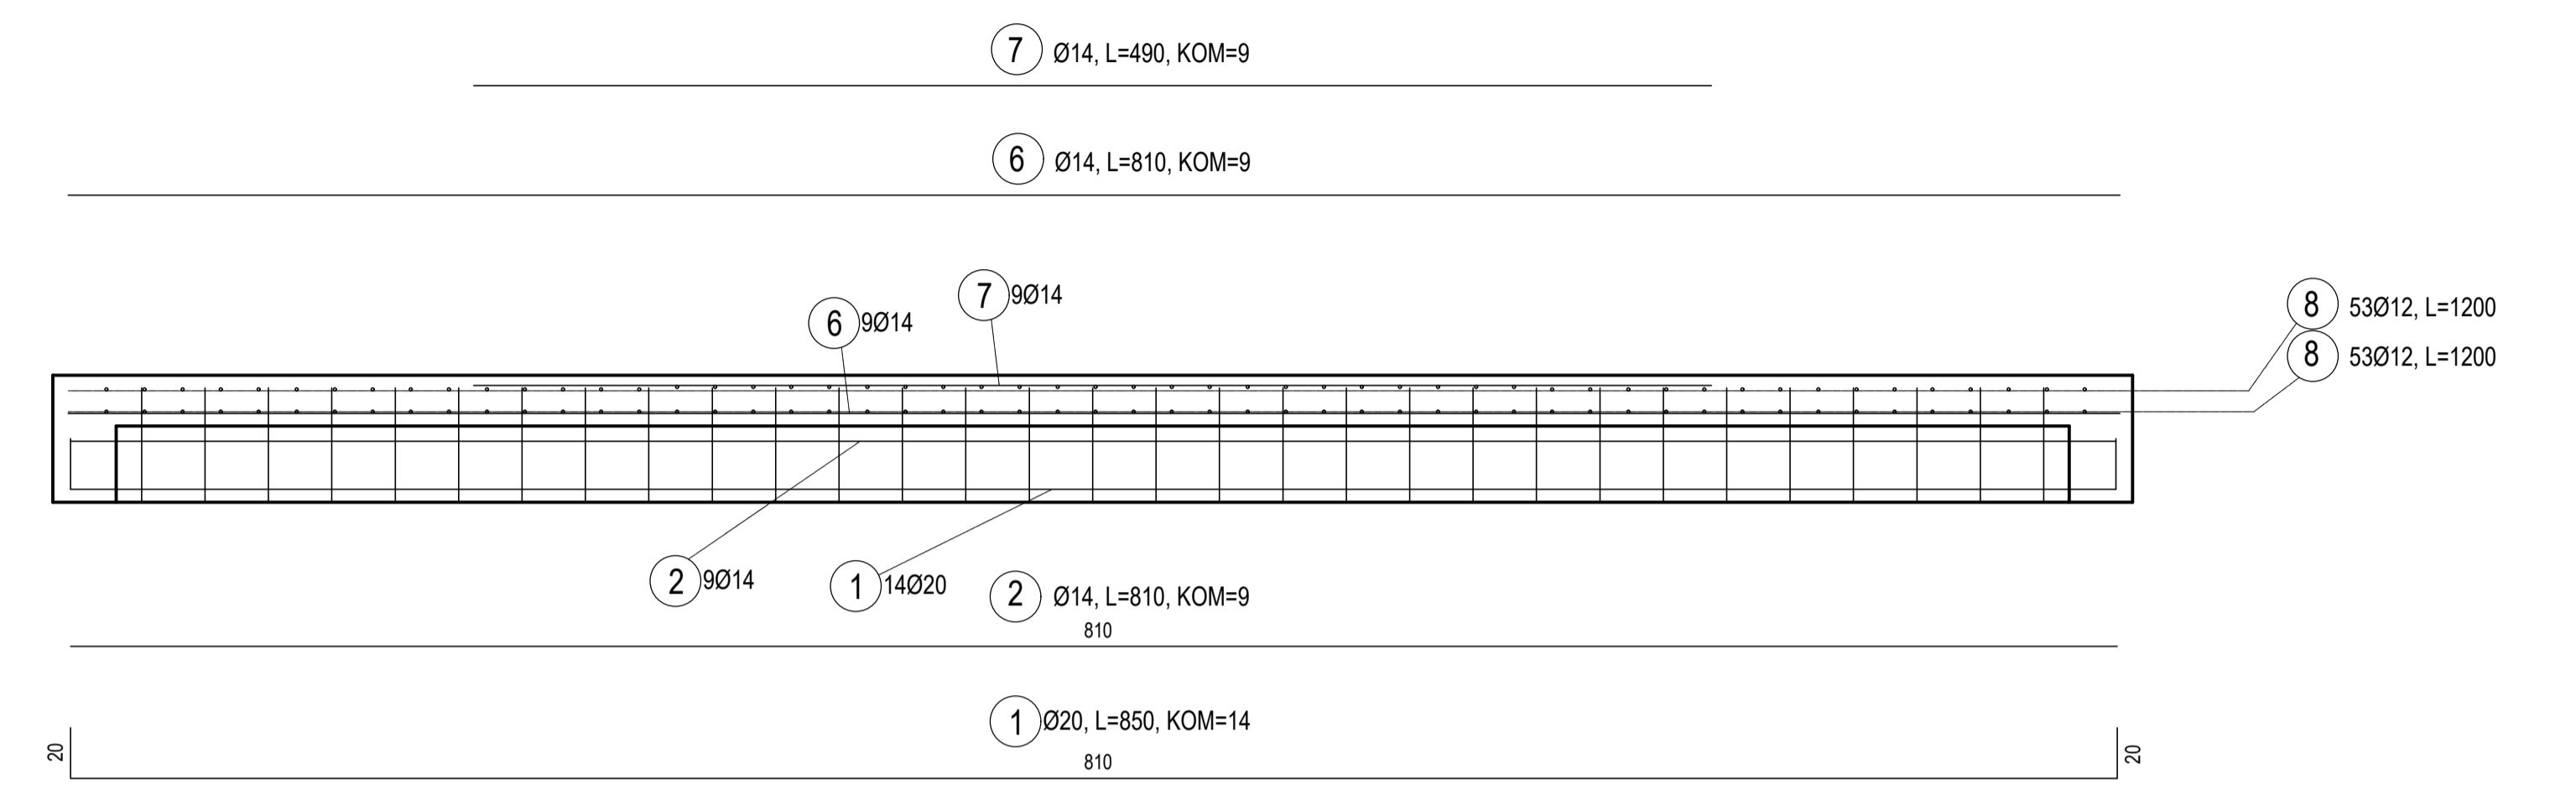 7 Ø14, L=490, KOM=9
6 Ø14, L=810, KOM=9
7 9Ø14
6 9Ø14
8 53Ø12, L=1200
8 53Ø12, L=1200
2 9Ø14
1 14Ø20
2 Ø14, L=810, KOM=9
810
1 Ø20, L=850, KOM=14
20
810
20